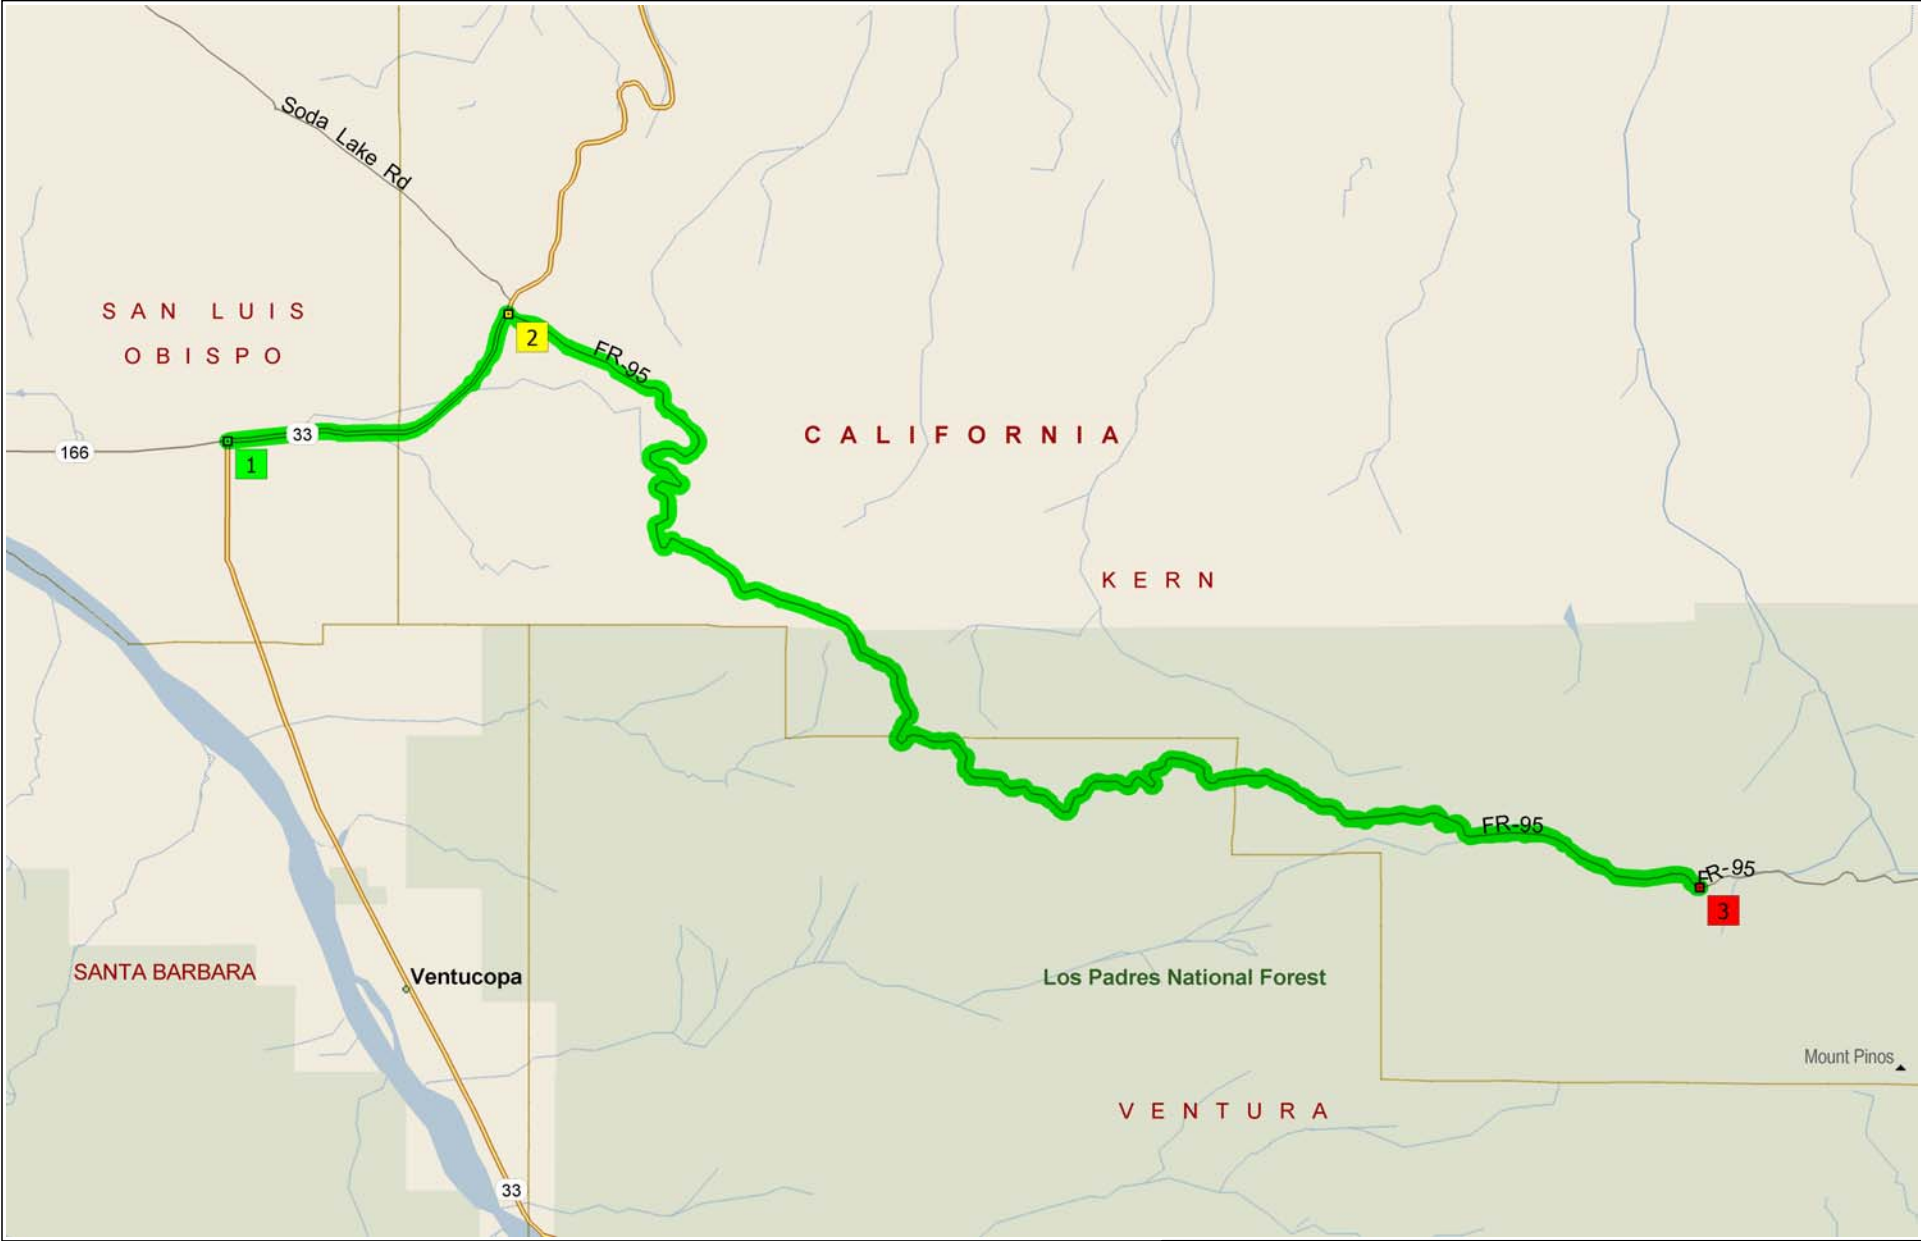 Soda Lake Rd
SAN LUIS
OBISPO
2
FR-95
33
166
1
CALIFORNIA
KERN
FR-95
FR-95
3
SANTA BARBARA
Ventucopa
Los Padres National Forest
Mount Pinos
VENTURA
33